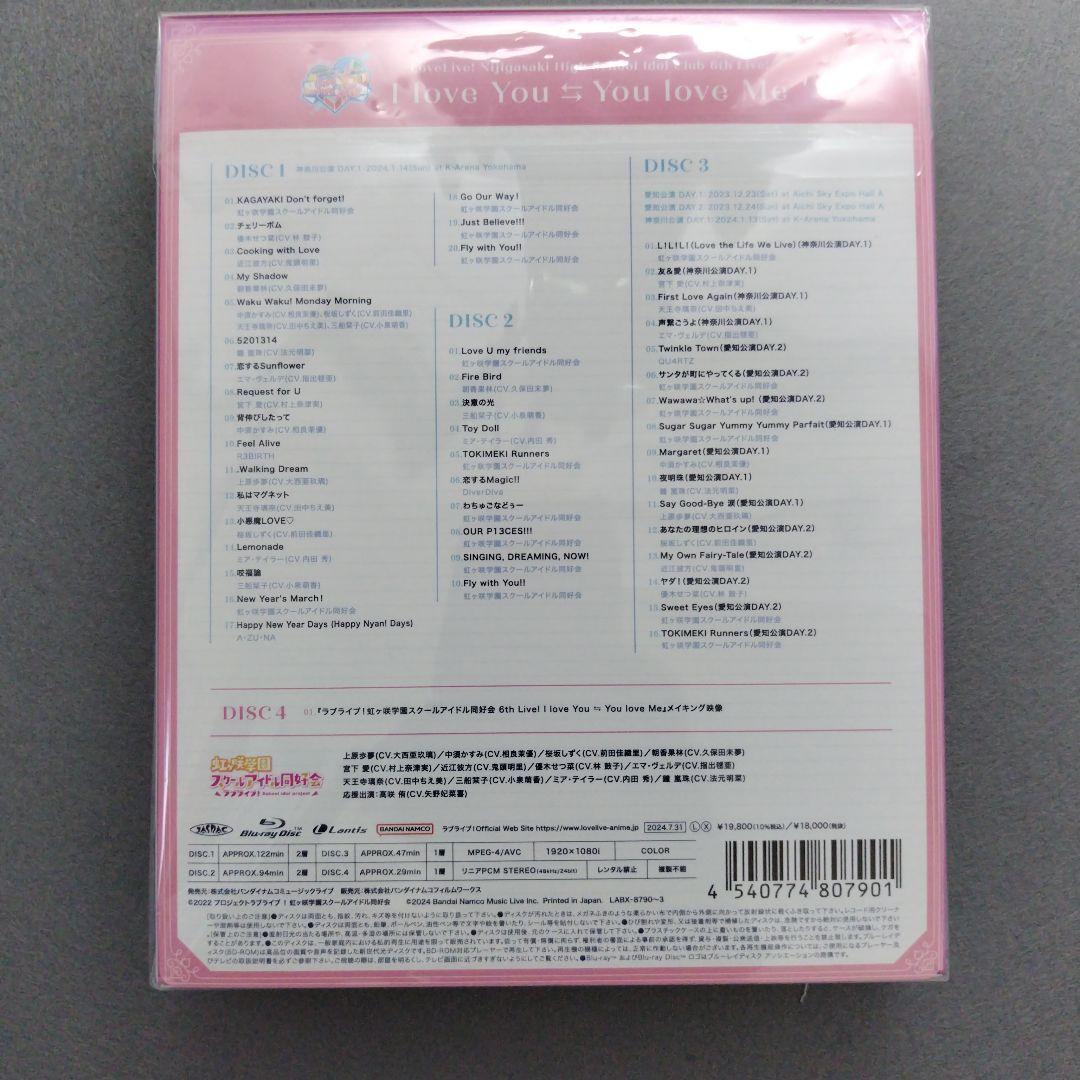 LoveLive! Nijigasaki High School Idol Club 6th Live!
I love You ⇆ You love Me
DISC 1 神奈川公演 DAY.1 2024.1.14(Sun) at K-Arena Yokohama
01.KAGAYAKI Don't forget!
虹ヶ咲学園スクールアイドル同好会
02.チェリーボム
優木せつ菜(CV.林 鼓子)
03.Cooking with Love
近江彼方(CV.鬼頭明里)
04.My Shadow
朝香果林(CV.久保田未夢)
05.Waku Waku! Monday Morning
中須かすみ(CV.相良茉優)、桜坂しずく(CV.前田佳織里)
天王寺璃奈(CV.田中ちえ美)、三船栞子(CV.小泉萌香)
06.5201314
鐘 嵐珠(CV.法元明菜)
07.恋するSunflower
エマ・ヴェルデ(CV.指出毬亜)
08.Request for U
宮下 愛(CV.村上奈津実)
09.背伸びしたって
中須かすみ(CV.相良茉優)
10.Feel Alive
R3BIRTH
11.Walking Dream
上原歩夢(CV.大西亜玖璃)
12.私はマグネット
天王寺璃奈(CV.田中ちえ美)
13.小悪魔LOVE♡
桜坂しずく(CV.前田佳織里)
14.Lemonade
ミア・テイラー(CV.内田 秀)
15.咬福論
三船栞子(CV.小泉萌香)
16.New Year's March!
虹ヶ咲学園スクールアイドル同好会
17.Happy New Year Days (Happy Nyan! Days)
A・ZU・NA
18.Go Our Way!
虹ヶ咲学園スクールアイドル同好会
19.Just Believe!!!
虹ヶ咲学園スクールアイドル同好会
20.Fly with You!!
虹ヶ咲学園スクールアイドル同好会
DISC 2
01.Love U my friends
虹ヶ咲学園スクールアイドル同好会
02.Fire Bird
朝香果林(CV.久保田未夢)
03.決意の光
三船栞子(CV.小泉萌香)
04.Toy Doll
ミア・テイラー(CV.内田 秀)
05.TOKIMEKI Runners
虹ヶ咲学園スクールアイドル同好会
06.恋するMagic!!
DiverDiva
07.わちゅごなどぅー
虹ヶ咲学園スクールアイドル同好会
08.OUR P13CES!!!
虹ヶ咲学園スクールアイドル同好会
09.SINGING, DREAMING, NOW!
虹ヶ咲学園スクールアイドル同好会
10.Fly with You!!
虹ヶ咲学園スクールアイドル同好会
DISC 3
愛知公演 DAY.1 2023.12.23(Sat) at Aichi Sky Expo Hall A
愛知公演 DAY.2 2023.12.24(Sun) at Aichi Sky Expo Hall A
神奈川公演 DAY.1 2024.1.13(Sat) at K-Arena Yokohama
01.L!L!L!(Love the Life We Live)(神奈川公演DAY.1)
虹ヶ咲学園スクールアイドル同好会
02.友&愛(神奈川公演DAY.1)
宮下 愛(CV.村上奈津実)
03.First Love Again(神奈川公演DAY.1)
天王寺璃奈(CV.田中ちえ美)
04.声繋ごうよ(神奈川公演DAY.1)
エマ・ヴェルデ(CV.指出毬亜)
05.Twinkle Town(愛知公演DAY.2)
QU4RTZ
06.サンタが町にやってくる(愛知公演DAY.2)
虹ヶ咲学園スクールアイドル同好会
07.Wawawa☆What's up! (愛知公演DAY.2)
虹ヶ咲学園スクールアイドル同好会
08.Sugar Sugar Yummy Yummy Parfait(愛知公演DAY.1)
虹ヶ咲学園スクールアイドル同好会
09.Margaret(愛知公演DAY.1)
中須かすみ(CV.相良茉優)
10.夜明珠(愛知公演DAY.1)
鐘 嵐珠(CV.法元明菜)
11.Say Good-Bye 涙(愛知公演DAY.1)
上原歩夢(CV.大西亜玖璃)
12.あなたの理想のヒロイン(愛知公演DAY.2)
桜坂しずく(CV.前田佳織里)
13.My Own Fairy-Tale(愛知公演DAY.2)
近江彼方(CV.鬼頭明里)
14.ヤダ!(愛知公演DAY.2)
優木せつ菜(CV.林 鼓子)
15.Sweet Eyes(愛知公演DAY.2)
虹ヶ咲学園スクールアイドル同好会
16.TOKIMEKI Runners(愛知公演DAY.2)
虹ヶ咲学園スクールアイドル同好会
DISC 4 01.『ラブライブ!虹ヶ咲学園スクールアイドル同好会 6th Live! I love You ⇆ You love Me』メイキング映像
虹ヶ咲学園
スクールアイドル同好会
ラブライブ! School idol project
上原歩夢(CV.大西亜玖璃)/中須かすみ(CV.相良茉優)/桜坂しずく(CV.前田佳織里)/朝香果林(CV.久保田未夢)
宮下 愛(CV.村上奈津実)/近江彼方(CV.鬼頭明里)/優木せつ菜(CV.林 鼓子)/エマ・ヴェルデ(CV.指出毬亜)
天王寺璃奈(CV.田中ちえ美)/三船栞子(CV.小泉萌香)/ミア・テイラー(CV.内田 秀)/鐘 嵐珠(CV.法元明菜)
応援出演:高咲 侑(CV.矢野妃菜喜)
JASRAC Blu-ray Disc™ Lantis BANDAI NAMCO ラブライブ!Official Web Site https://www.lovelive-anime.jp 2024.7.31 Ⓛ Ⓧ ¥19,800(10%税込)/¥18,000(税抜)
DISC.1 APPROX.122min 2層 DISC.3 APPROX.47min 1層 MPEG-4/AVC 1920×1080i COLOR
DISC.2 APPROX.94min 2層 DISC.4 APPROX.29min 1層 リニアPCM STEREO(48kHz/24bit) レンタル禁止 複製不能
4 540774 807901
発売元:株式会社バンダイナムコミュージックライブ 販売元:株式会社バンダイナムコフィルムワークス
©2022 プロジェクトラブライブ!虹ヶ咲学園スクールアイドル同好会 ©2024 Bandai Namco Music Live Inc. Printed in Japan. LABX-8790~3